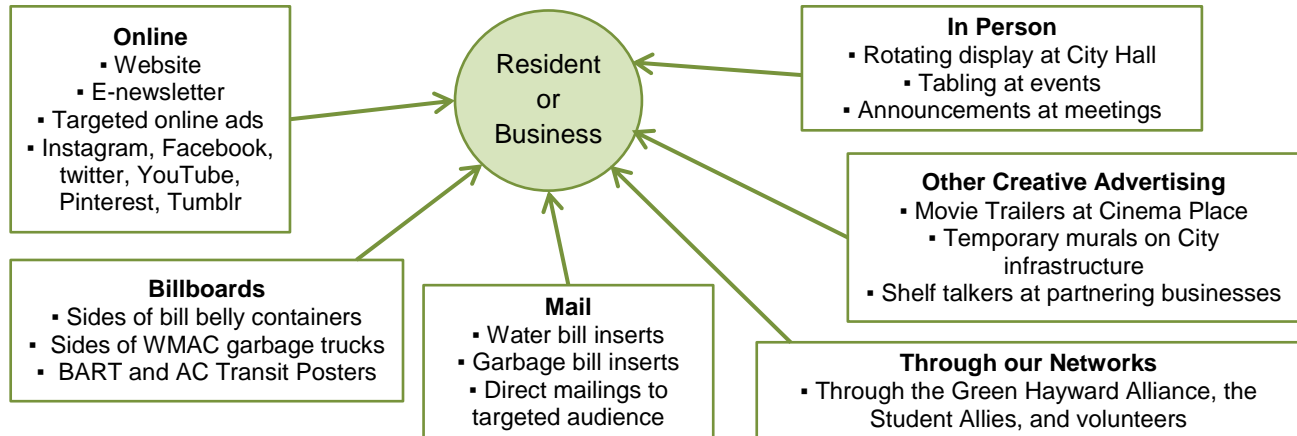 Online
▪ Website
▪ E-newsletter
▪ Targeted online ads
▪ Instagram, Facebook,
twitter, YouTube,
Pinterest, Tumblr
Resident
or
Business
In Person
▪ Rotating display at City Hall
▪ Tabling at events
▪ Announcements at meetings
Other Creative Advertising
▪ Movie Trailers at Cinema Place
▪ Temporary murals on City
infrastructure
▪ Shelf talkers at partnering businesses
Billboards
▪ Sides of bill belly containers
▪ Sides of WMAC garbage trucks
▪ BART and AC Transit Posters
Mail
▪ Water bill inserts
▪ Garbage bill inserts
▪ Direct mailings to
targeted audience
Through our Networks
▪ Through the Green Hayward Alliance, the
Student Allies, and volunteers